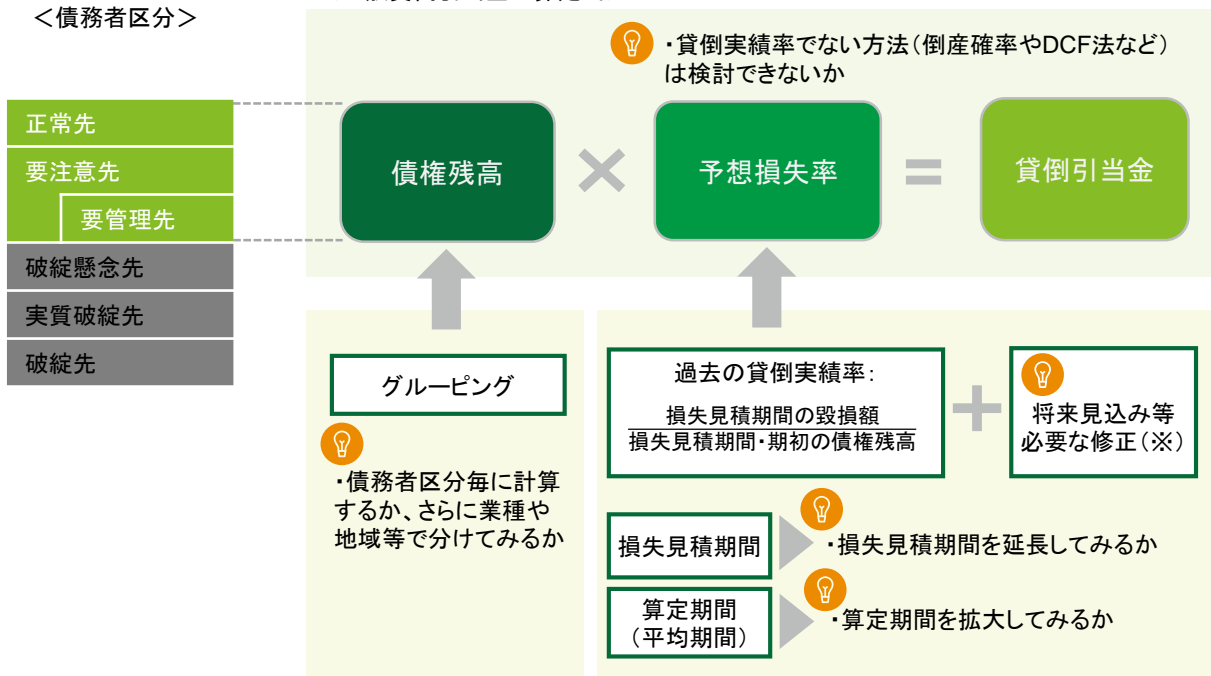 <債務者区分>
・貸倒実績率でない方法(倒産確率やDCF法など)
は検討できないか
正常先
要注意先
要管理先
破綻懸念先
実質破綻先
破綻先
債権残高
×
予想損失率
=
貸倒引当金
グルーピング
・債務者区分毎に計算
するか、さらに業種や
地域等で分けてみるか
過去の貸倒実績率:
損失見積期間の毀損額
損失見積期間・期初の債権残高
+
将来見込み等
必要な修正(※)
損失見積期間
・損失見積期間を延長してみるか
算定期間
(平均期間)
・算定期間を拡大してみるか